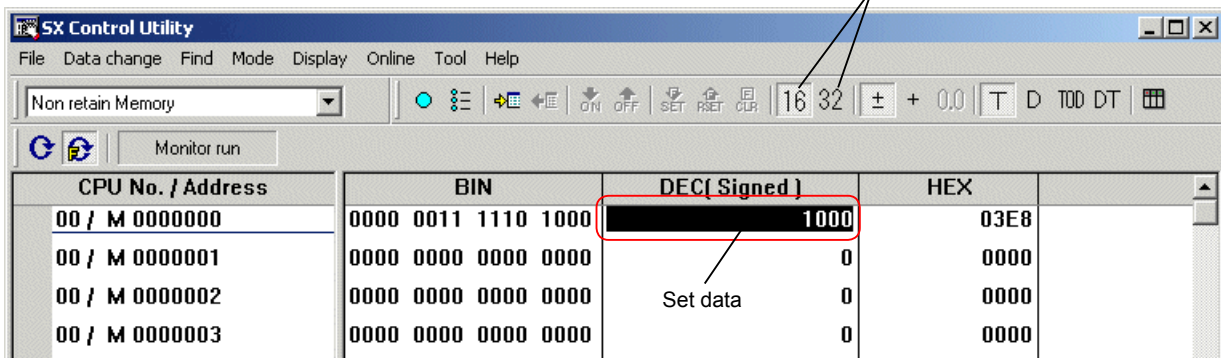 SX Control Utility
File Data change Find Mode Display Online Tool Help
Non retain Memory ON OFF SET RSET CLR 16 32 ± + 0.0 T D TOD DT
F Monitor run
CPU No. / Address BIN DEC( Signed ) HEX
00 / M 0000000 0000 0011 1110 1000 1000 03E8
00 / M 0000001 0000 0000 0000 0000 0 0000
00 / M 0000002 0000 0000 0000 0000 Set data 0 0000
00 / M 0000003 0000 0000 0000 0000 0 0000